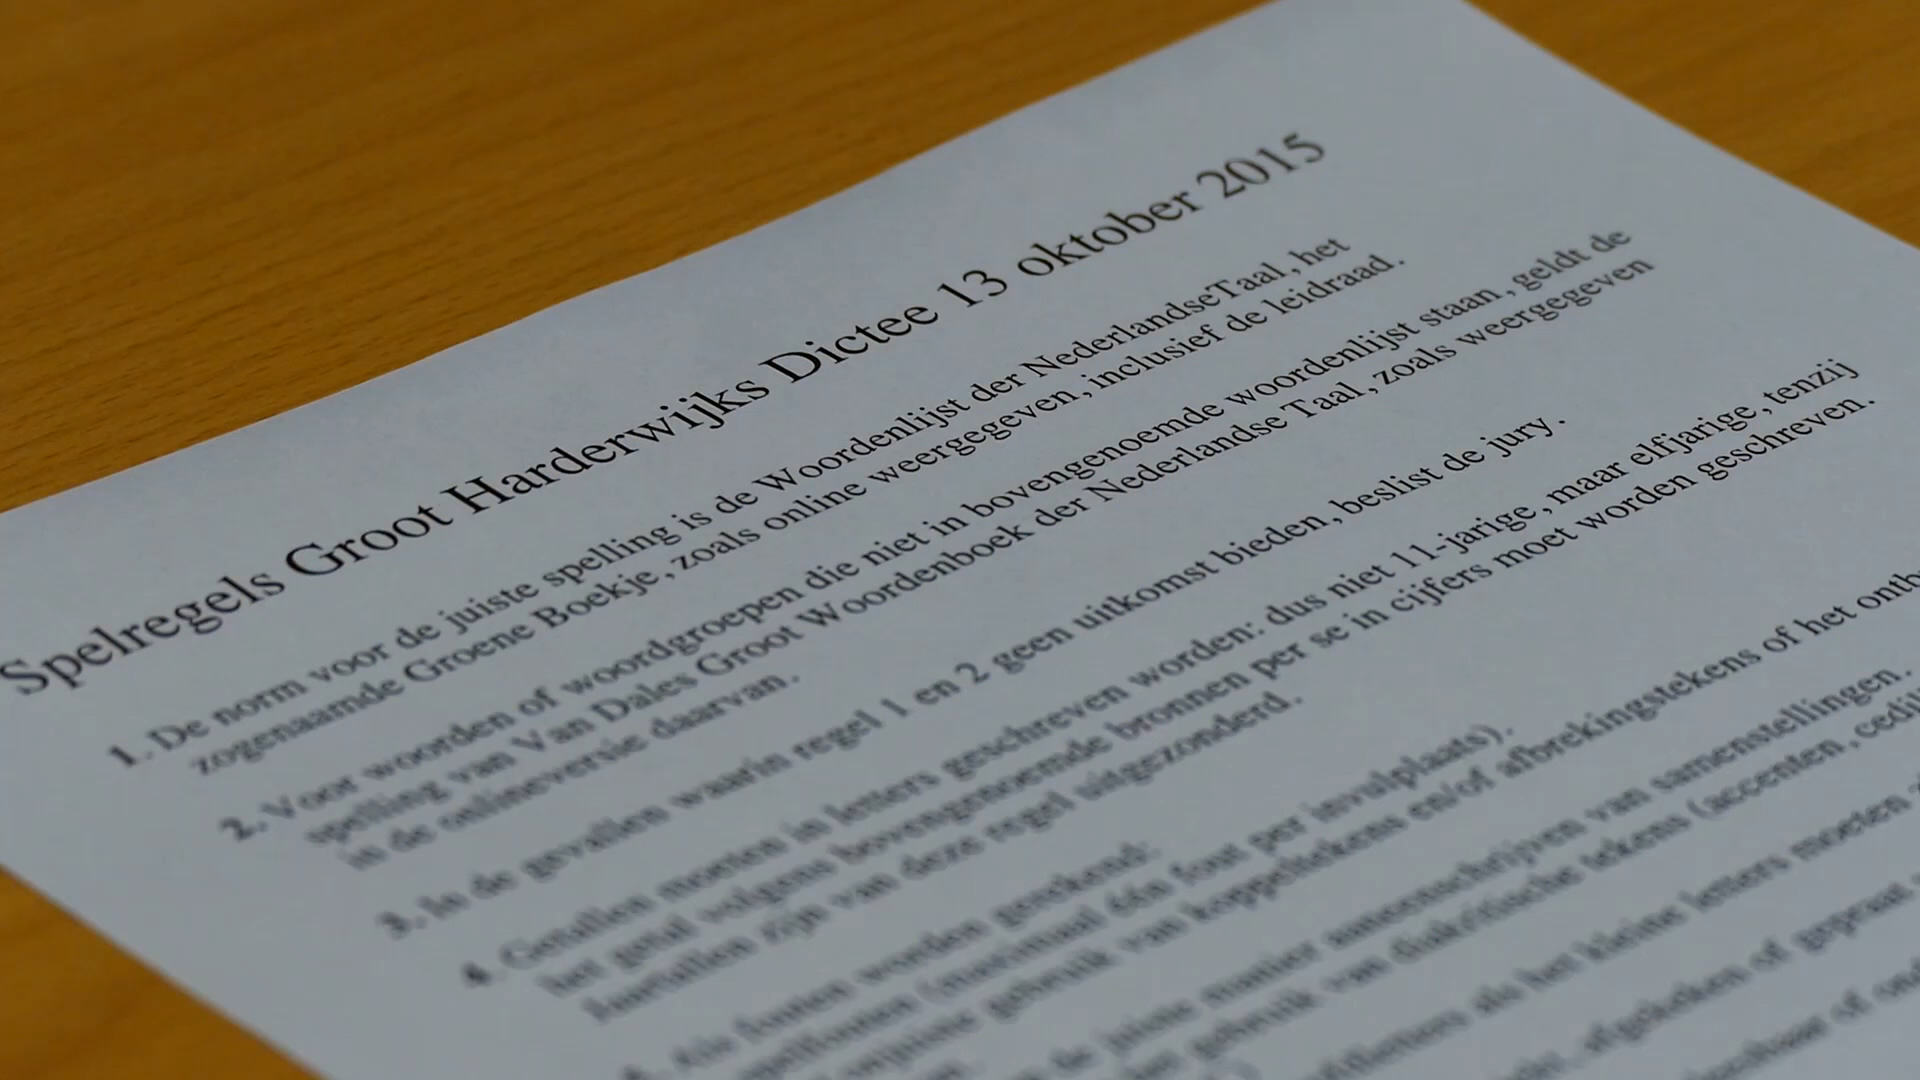 Spelregels Groot Harderwijks Dictee 13 oktober 2015
1. De norm voor de juiste spelling is de Woordenlijst der NederlandseTaal, het
zogenaamde Groene Boekje, zoals online weergegeven, inclusief de leidraad.
2. Voor woorden of woordgroepen die niet in bovengenoemde woordenlijst staan, geldt de
spelling van Van Dales Groot Woordenboek der Nederlandse Taal, zoals weergegeven
in de onlineversie daarvan.
3. In de gevallen waarin regel 1 en 2 geen uitkomst bieden, beslist de jury.
4. Getallen moeten in letters geschreven worden: dus niet 11-jarige, maar elfjarige, tenzij
het getal volgens bovengenoemde bronnen per se in cijfers moet worden geschreven.
Jaartallen zijn van deze regel uitgezonderd.
Als fouten worden gerekend:
spelfouten (maximaal één fout per invulplaats).
onjuiste gebruik van koppeltekens en/of afbrekingstekens of het
de juiste manier aaneenschrijven van samenstellingen.
gebruik van diakritische tekens (accenten,
als het kleine letters moeten
afgekeken of gepraat
of